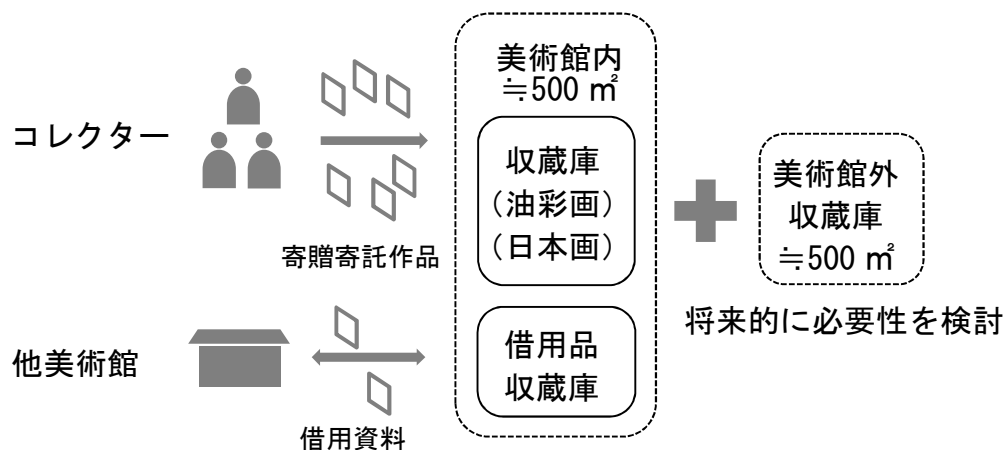 コレクター
寄贈寄託作品
他美術館
借用資料
美術館内
≒500 ㎡
収蔵庫
(油彩画)
(日本画)
借用品
収蔵庫
美術館外
収蔵庫
≒500 ㎡
将来的に必要性を検討